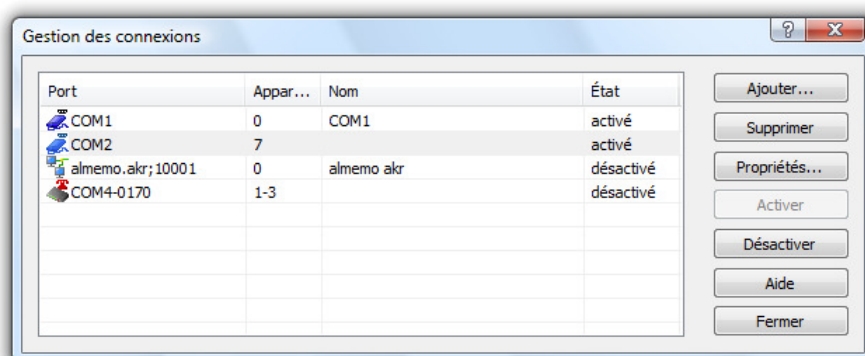 Gestion des connexions
Port Appar... Nom État
COM1 0 COM1 activé
COM2 7 activé
almemo.akr;10001 0 almemo akr désactivé
COM4-0170 1-3 désactivé
Ajouter...
Supprimer
Propriétés...
Activer
Désactiver
Aide
Fermer